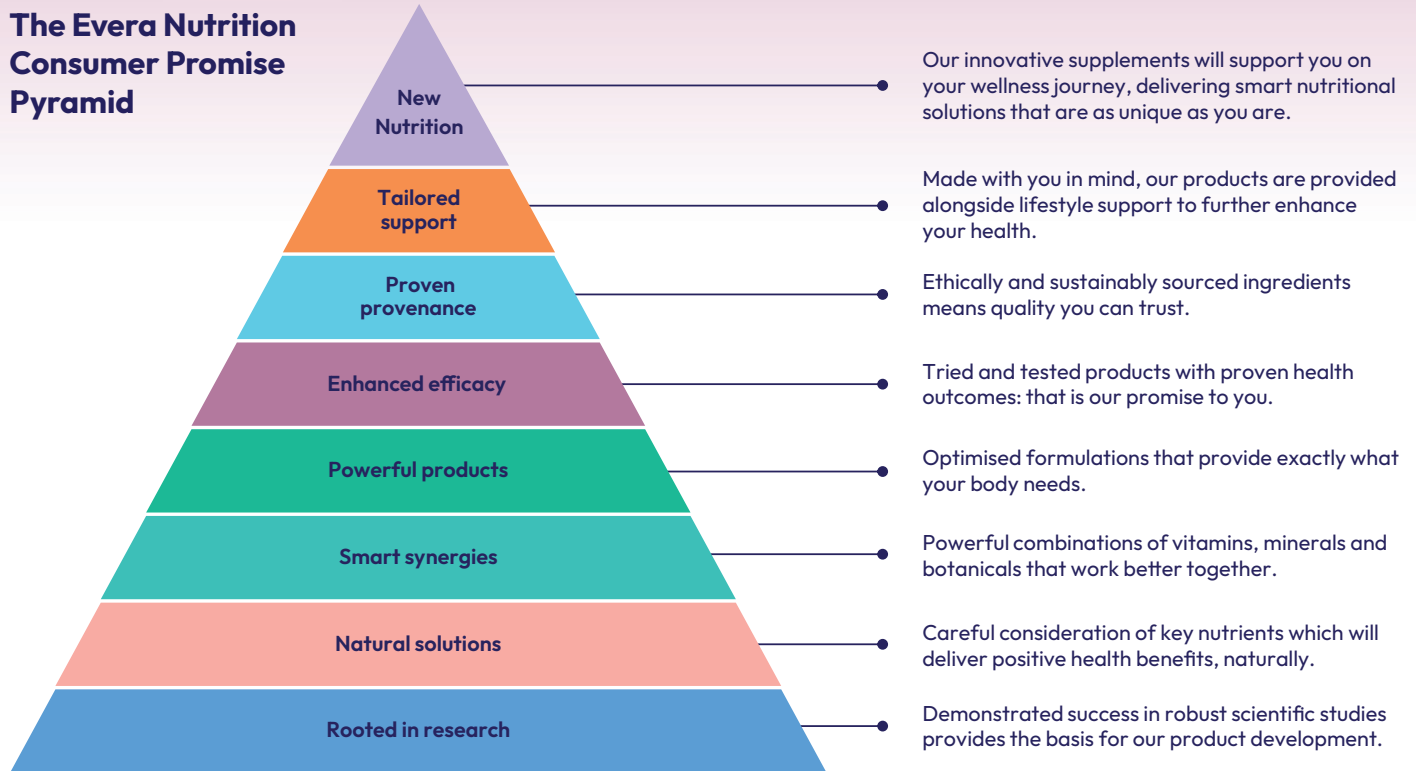 The Evera Nutrition
Consumer Promise
Pyramid
New
Nutrition
Our innovative supplements will support you on
your wellness journey, delivering smart nutritional
solutions that are as unique as you are.
Tailored
support
Made with you in mind, our products are provided
alongside lifestyle support to further enhance
your health.
Proven
provenance
Ethically and sustainably sourced ingredients
means quality you can trust.
Enhanced efficacy
Tried and tested products with proven health
outcomes: that is our promise to you.
Powerful products
Optimised formulations that provide exactly what
your body needs.
Smart synergies
Powerful combinations of vitamins, minerals and
botanicals that work better together.
Natural solutions
Careful consideration of key nutrients which will
deliver positive health benefits, naturally.
Rooted in research
Demonstrated success in robust scientific studies
provides the basis for our product development.